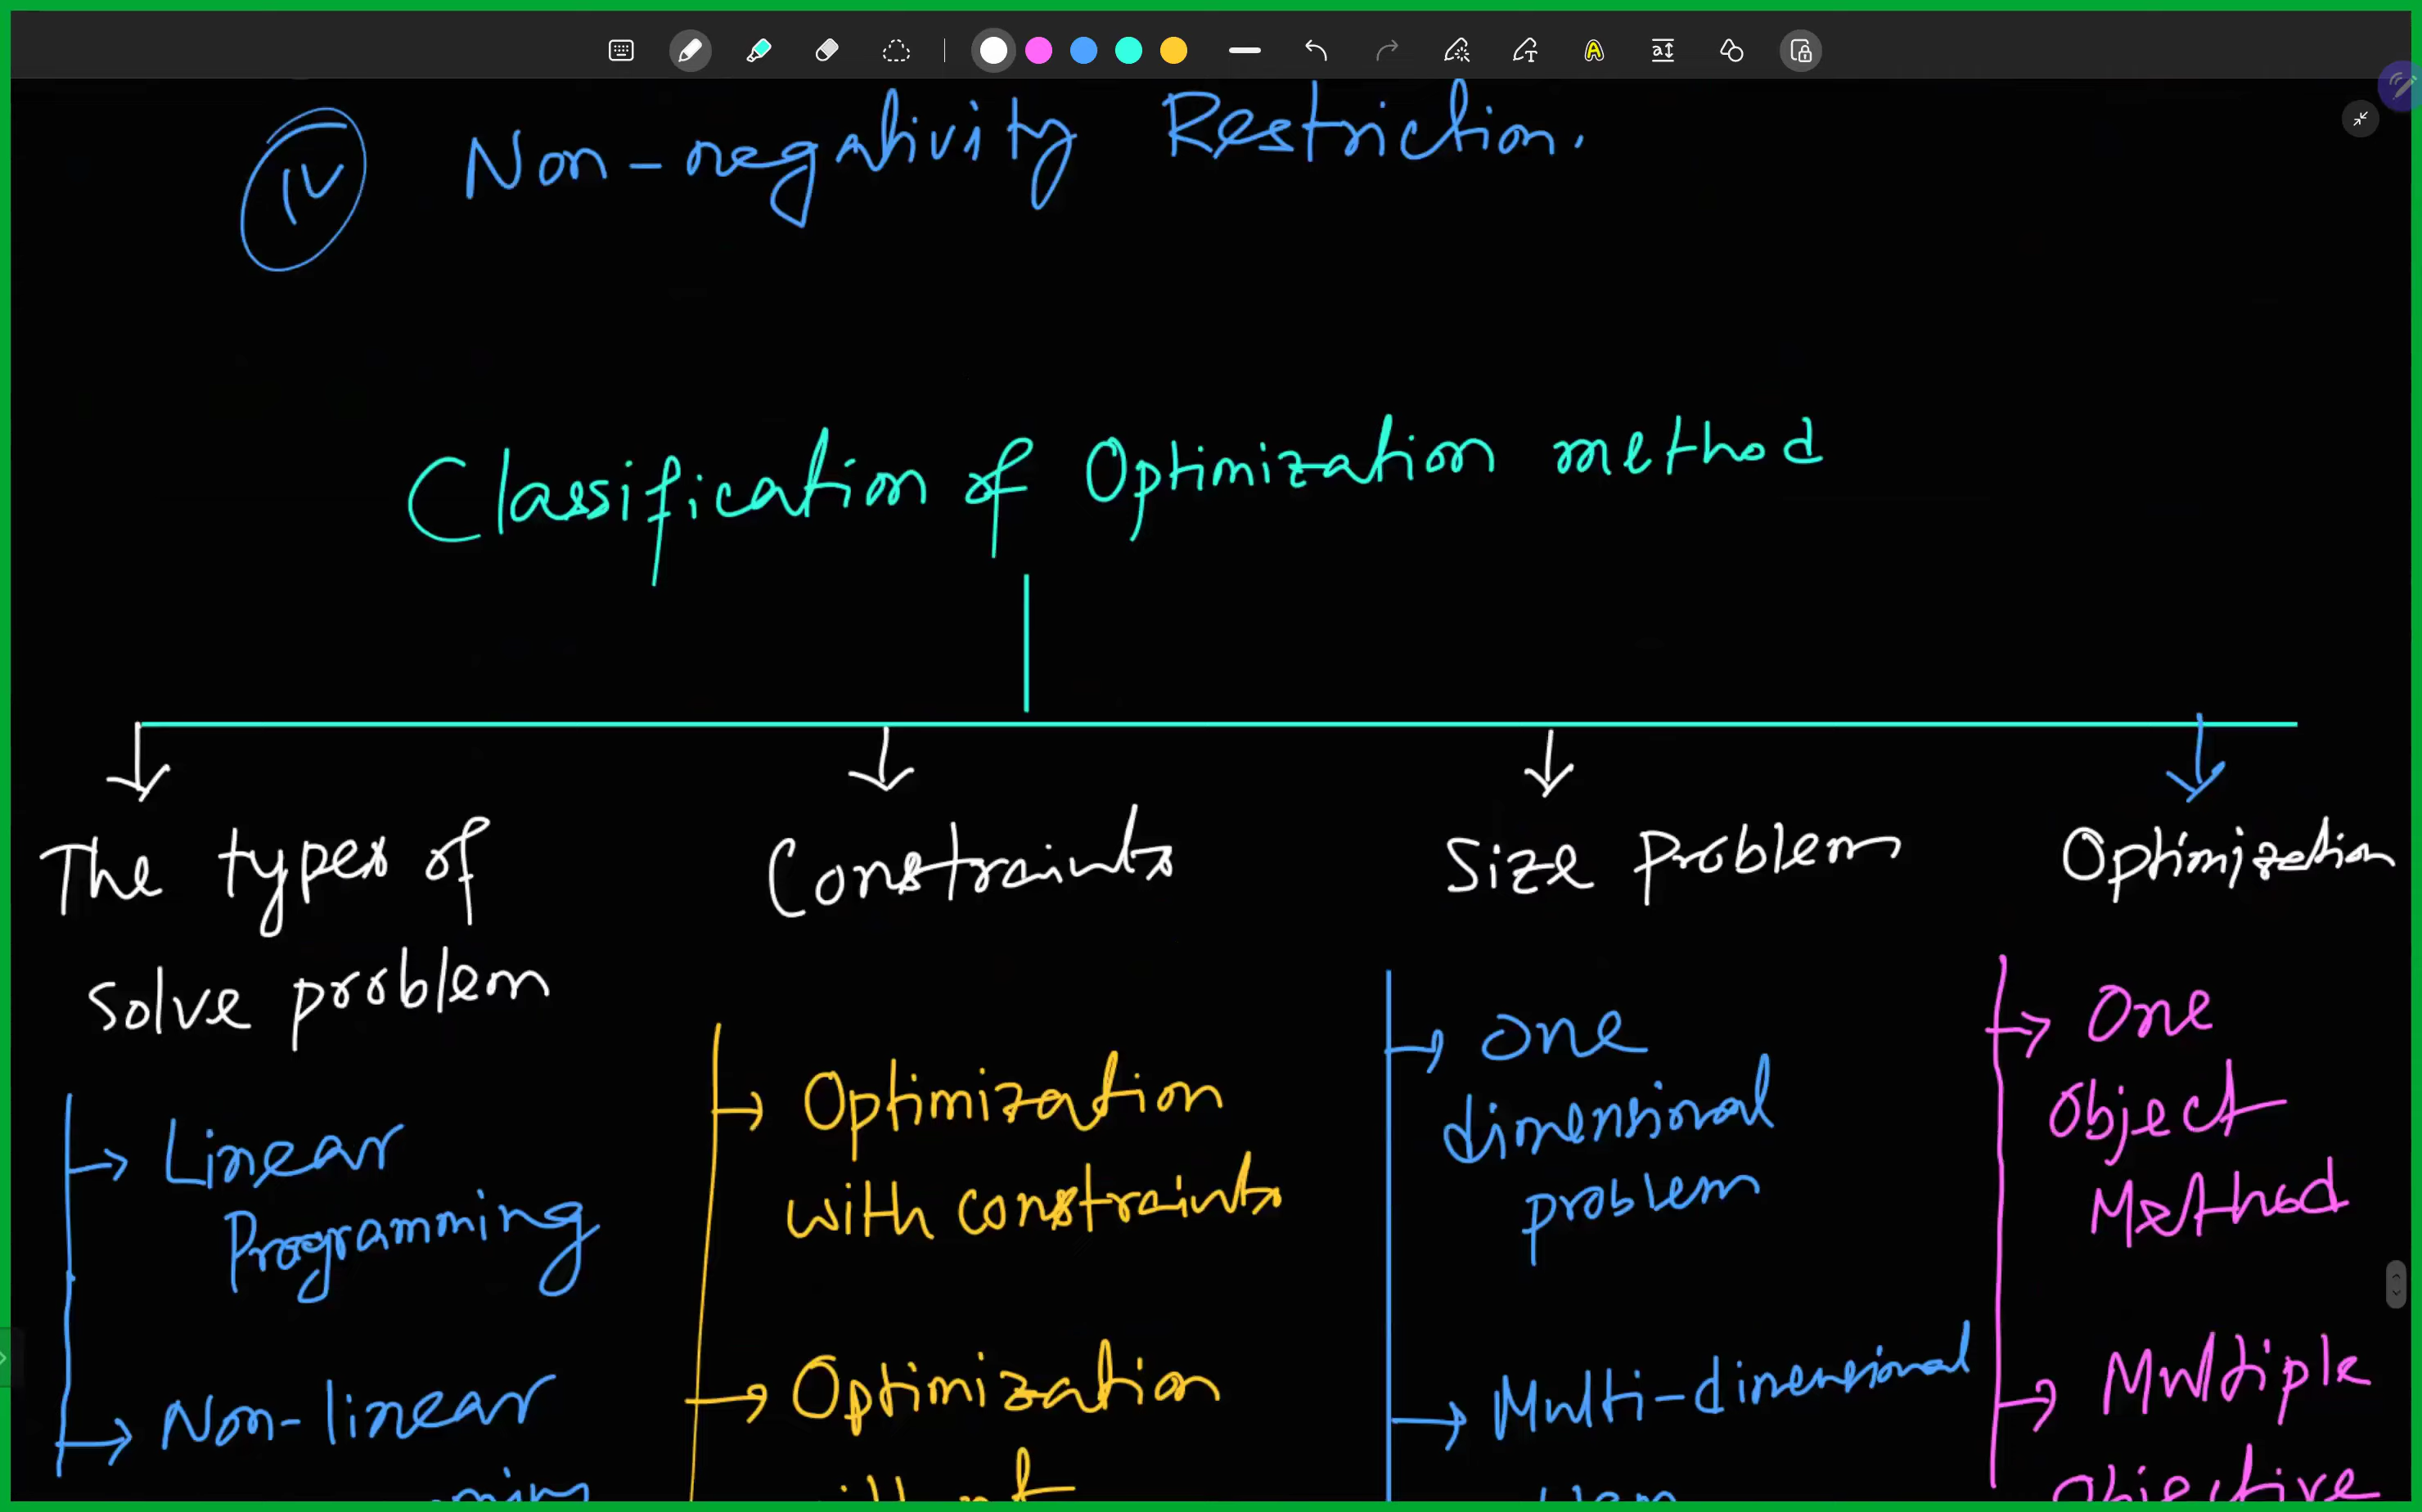 IV Non-negativity Restriction.
Classification of Optimization method
The types of
solve problem
Linear
Programming
Non-linear
Constraints
Optimization
with constraints
Optimization
Size Problem
One
dimensional
problem
Multi-dimensional
Optimization
One
Object
Method
Multiple
Objective